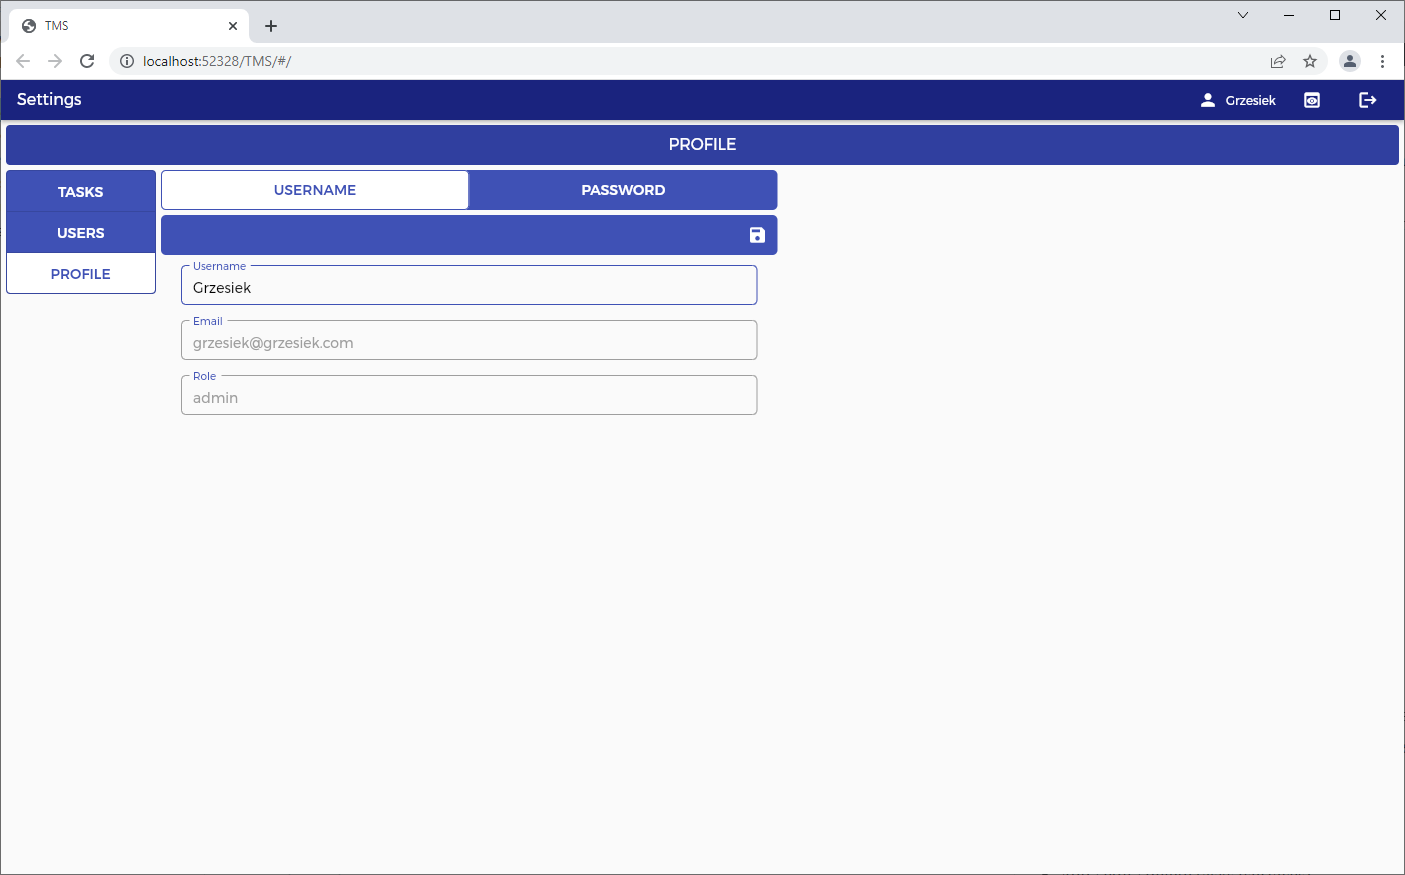 TMS
localhost:52328/TMS/#/
Settings
Grzesiek
PROFILE
TASKS
USERNAME
PASSWORD
USERS
PROFILE
Username
Grzesiek
Email
grzesiek@grzesiek.com
Role
admin